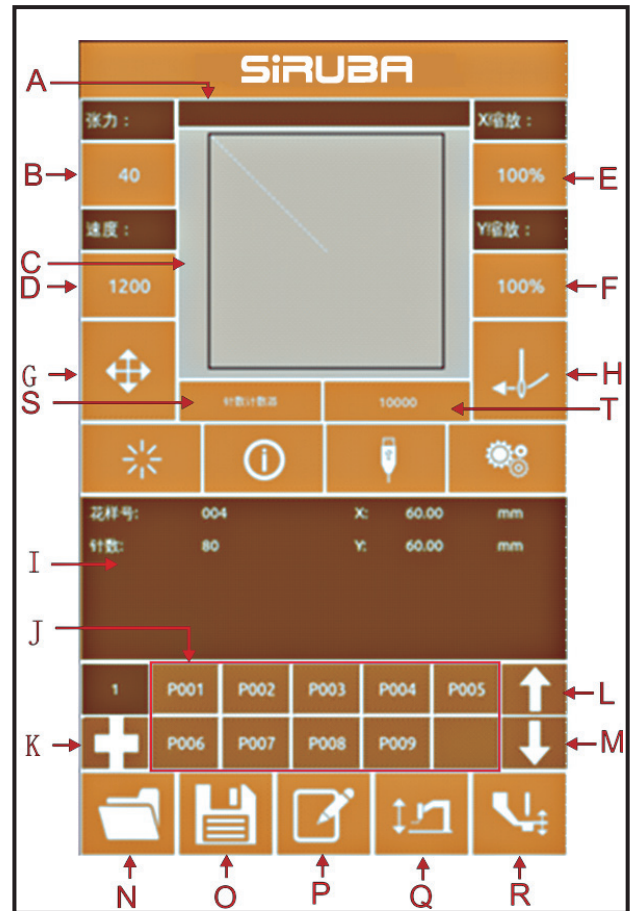 SiRUBA
A
张力： X缩放：
B 40 100% E
速度： Y缩放：
C
D 1200 100% F
G H
S 针数计数器 10000 T
花样号: 004 X: 60.00 mm
针数: 80 Y: 60.00 mm
I
J
1 P001 P002 P003 P004 P005 L
K P006 P007 P008 P009 M
N O P Q R